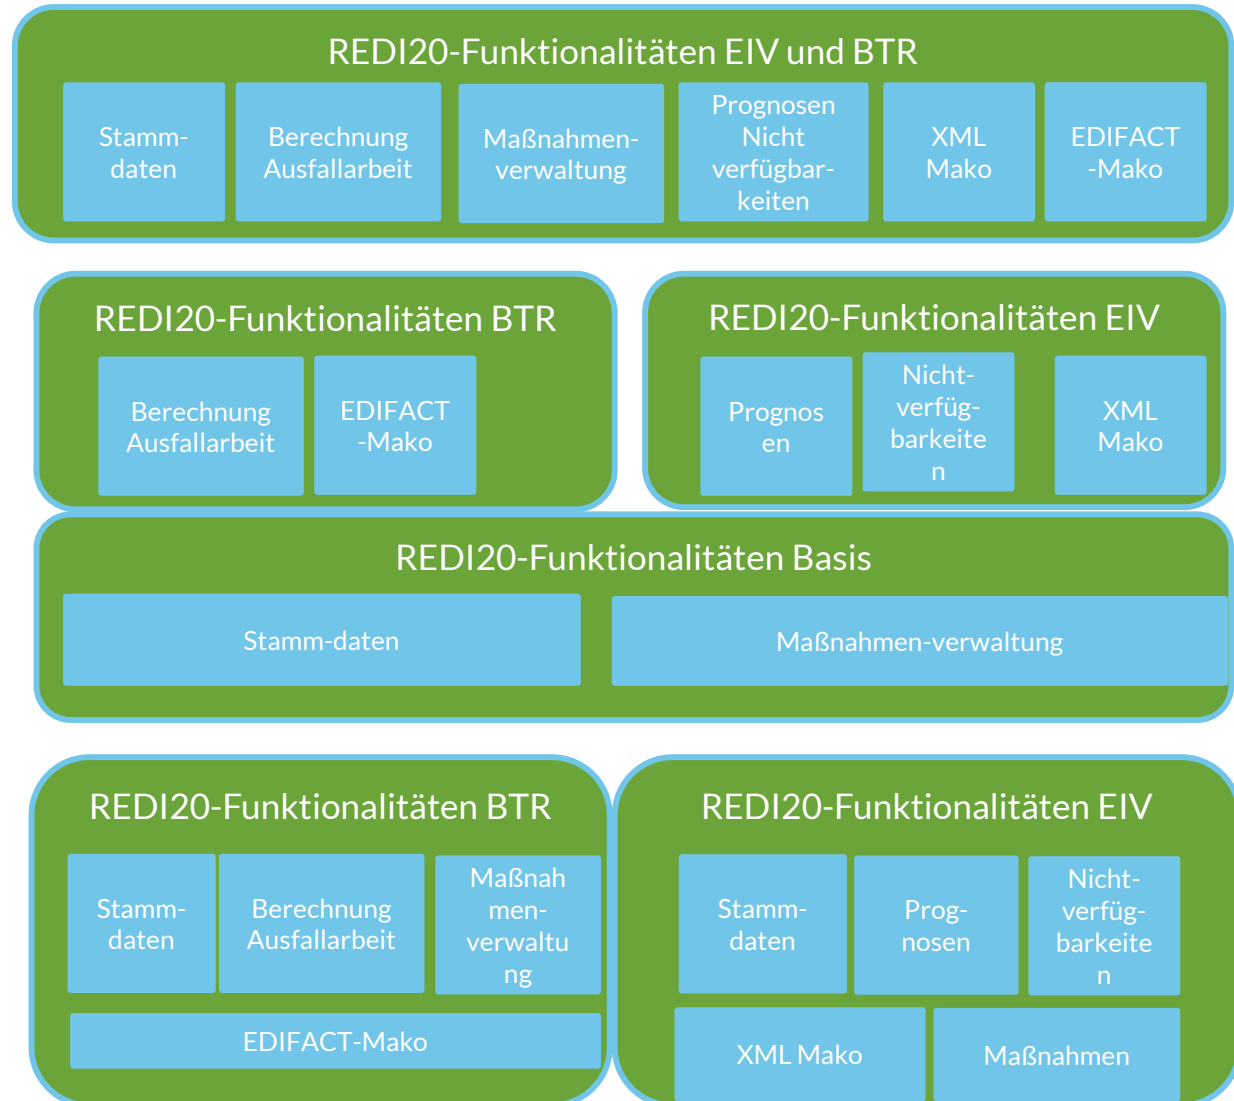 REDI20-Funktionalitäten EIV und BTR
Stamm-
daten
Berechnung
Ausfallarbeit
Maßnahmen-
verwaltung
Prognosen
Nicht
verfügbar-
keiten
XML
Mako
EDIFACT
-Mako
REDI20-Funktionalitäten BTR
Berechnung
Ausfallarbeit
EDIFACT
-Mako
REDI20-Funktionalitäten EIV
Prognos
en
Nicht-
verfüg-
barkeite
n
XML
Mako
REDI20-Funktionalitäten Basis
Stamm-daten
Maßnahmen-verwaltung
REDI20-Funktionalitäten BTR
Stamm-
daten
Berechnung
Ausfallarbeit
Maßnah
men-
verwaltu
ng
EDIFACT-Mako
REDI20-Funktionalitäten EIV
Stamm-
daten
Prog-
nosen
Nicht-
verfüg-
barkeite
n
XML Mako
Maßnahmen